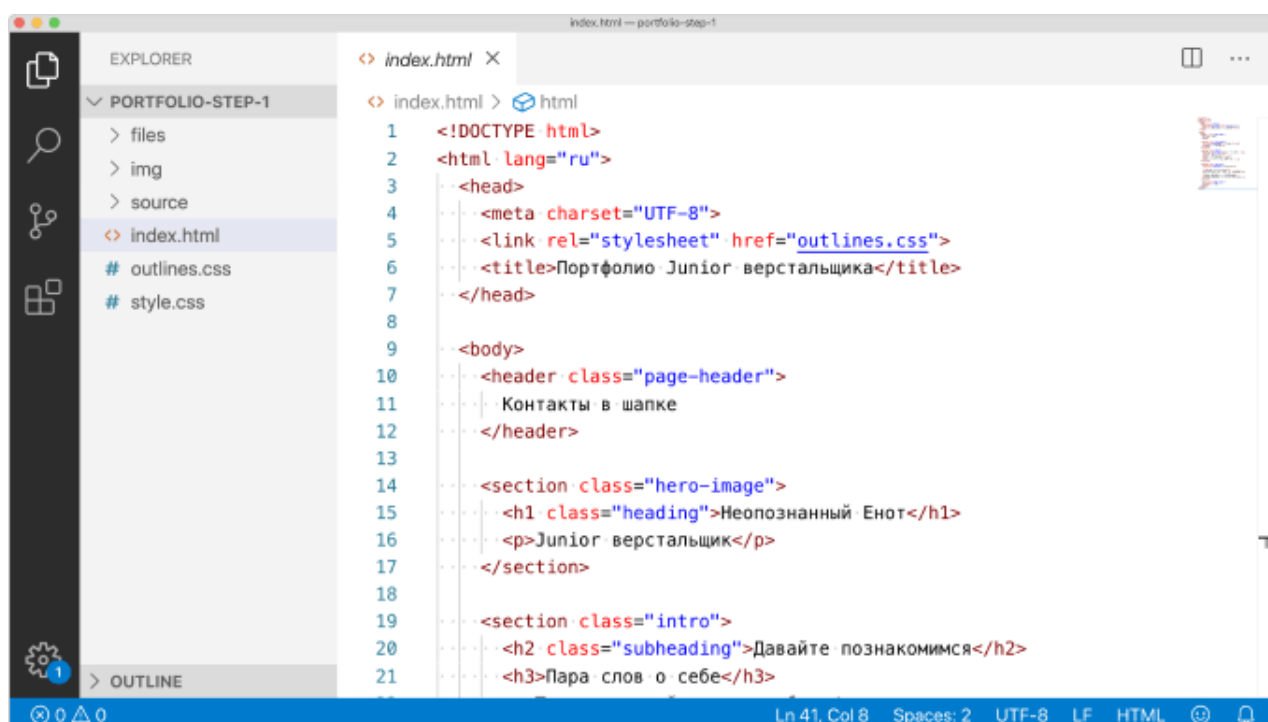 index.html — portfolio-step-1
EXPLORER
PORTFOLIO-STEP-1
files
img
source
index.html
outlines.css
style.css
OUTLINE
index.html
index.html > html
1 <!DOCTYPE html>
2 <html lang="ru">
3 <head>
4 <meta charset="UTF-8">
5 <link rel="stylesheet" href="outlines.css">
6 <title>Портфолио Junior верстальщика</title>
7 </head>
8
9 <body>
10 <header class="page-header">
11 Контакты в шапке
12 </header>
13
14 <section class="hero-image">
15 <h1 class="heading">Неопознанный Енот</h1>
16 <p>Junior верстальщик</p>
17 </section>
18
19 <section class="intro">
20 <h2 class="subheading">Давайте познакомимся</h2>
21 <h3>Пара слов о себе</h3>
1
0 0 Ln 41, Col 8 Spaces: 2 UTF-8 LF HTML